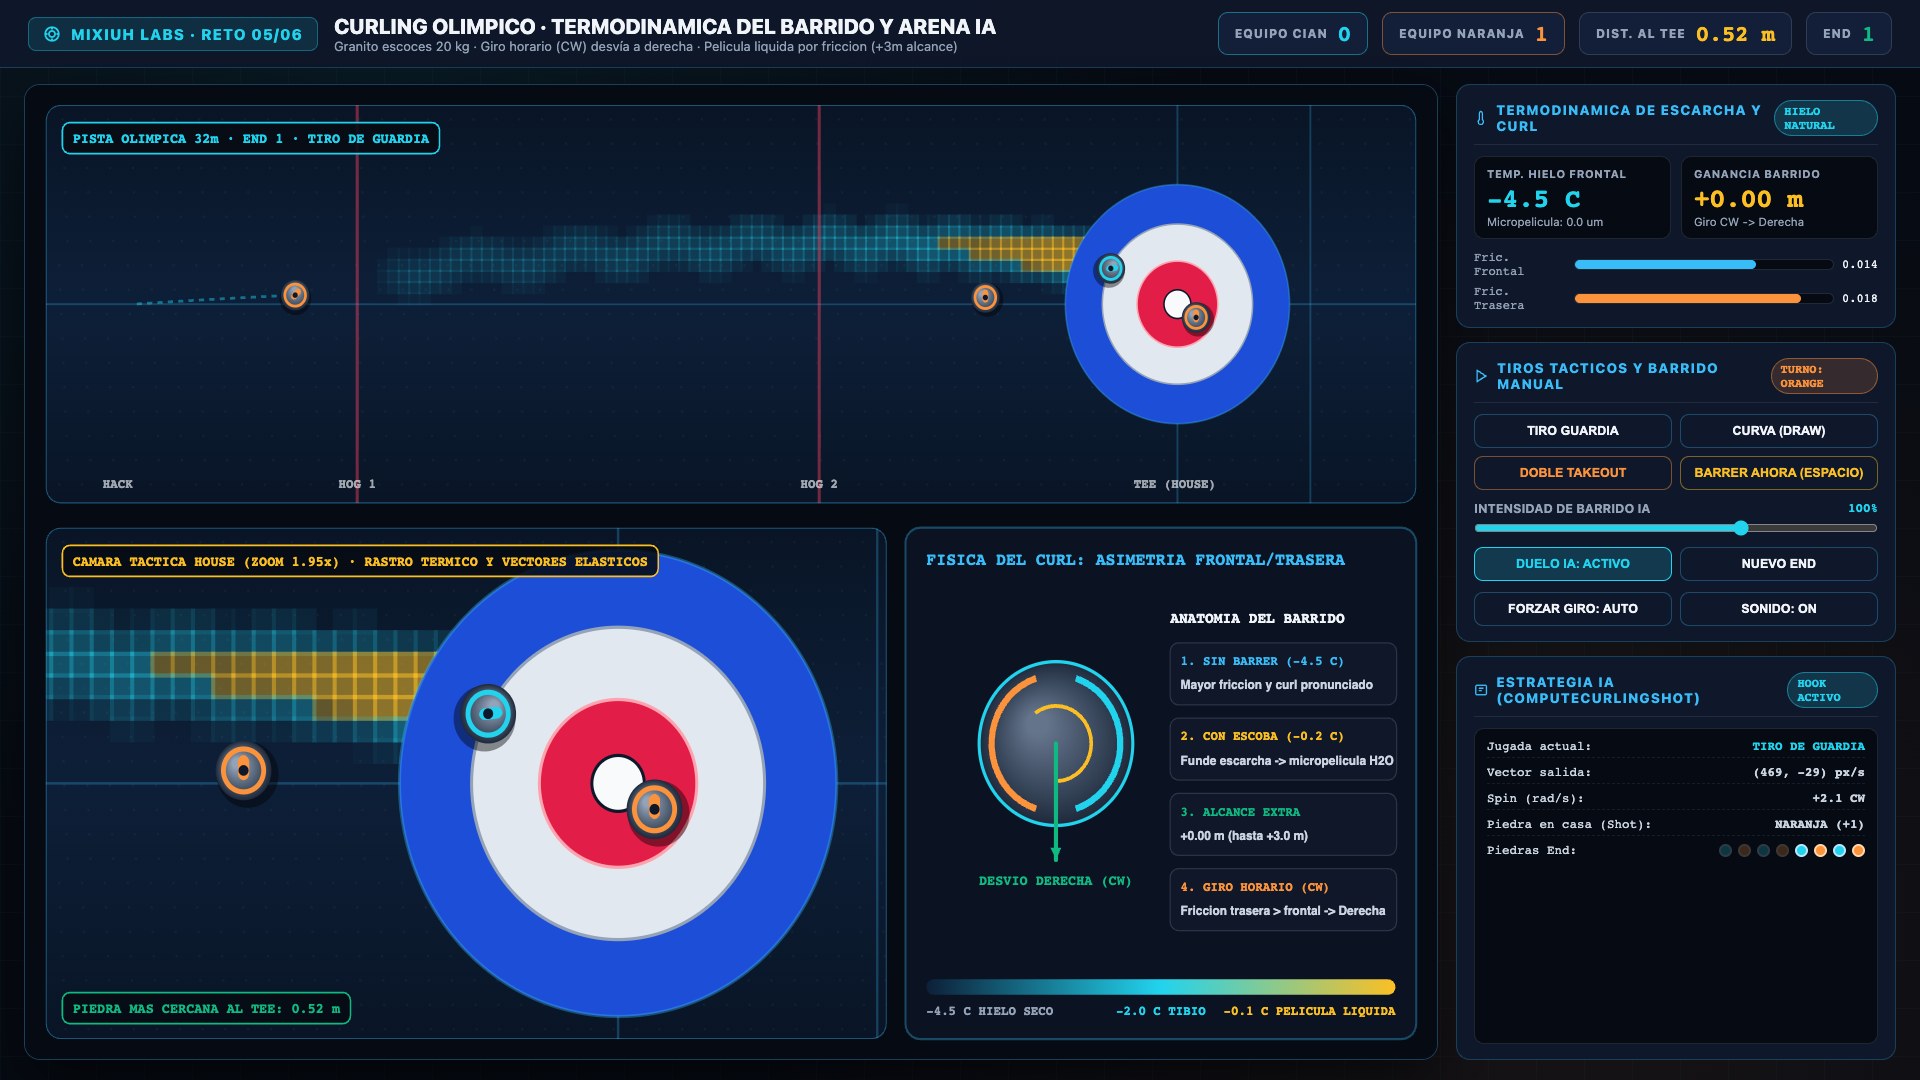 MIXIUH LABS · RETO 05/06
CURLING OLIMPICO · TERMODINAMICA DEL BARRIDO Y ARENA IA
Granito escoces 20 kg · Giro horario (CW) desvía a derecha · Pelicula liquida por friccion (+3m alcance)
EQUIPO CIAN 0
EQUIPO NARANJA 1
DIST. AL TEE 0.52 m
END 1
PISTA OLIMPICA 32m · END 1 · TIRO DE GUARDIA
HACK
HOG 1
HOG 2
TEE (HOUSE)
CAMARA TACTICA HOUSE (ZOOM 1.95x) · RASTRO TERMICO Y VECTORES ELASTICOS
PIEDRA MAS CERCANA AL TEE: 0.52 m
FISICA DEL CURL: ASIMETRIA FRONTAL/TRASERA
DESVIO DERECHA (CW)
ANATOMIA DEL BARRIDO
1. SIN BARRER (-4.5 C)
Mayor friccion y curl pronunciado
2. CON ESCOBA (-0.2 C)
Funde escarcha -> micropelicula H2O
3. ALCANCE EXTRA
+0.00 m (hasta +3.0 m)
4. GIRO HORARIO (CW)
Friccion trasera > frontal -> Derecha
-4.5 C HIELO SECO
-2.0 C TIBIO
-0.1 C PELICULA LIQUIDA
TERMODINAMICA DE ESCARCHA Y
CURL
HIELO
NATURAL
TEMP. HIELO FRONTAL
-4.5 C
Micropelicula: 0.0 um
GANANCIA BARRIDO
+0.00 m
Giro CW -> Derecha
Fric.
Frontal
0.014
Fric.
Trasera
0.018
TIROS TACTICOS Y BARRIDO
MANUAL
TURNO:
ORANGE
TIRO GUARDIA
CURVA (DRAW)
DOBLE TAKEOUT
BARRER AHORA (ESPACIO)
INTENSIDAD DE BARRIDO IA
100%
DUELO IA: ACTIVO
NUEVO END
FORZAR GIRO: AUTO
SONIDO: ON
ESTRATEGIA IA
(COMPUTECURLINGSHOT)
HOOK
ACTIVO
Jugada actual: TIRO DE GUARDIA
Vector salida: (469, -29) px/s
Spin (rad/s): +2.1 CW
Piedra en casa (Shot): NARANJA (+1)
Piedras End: